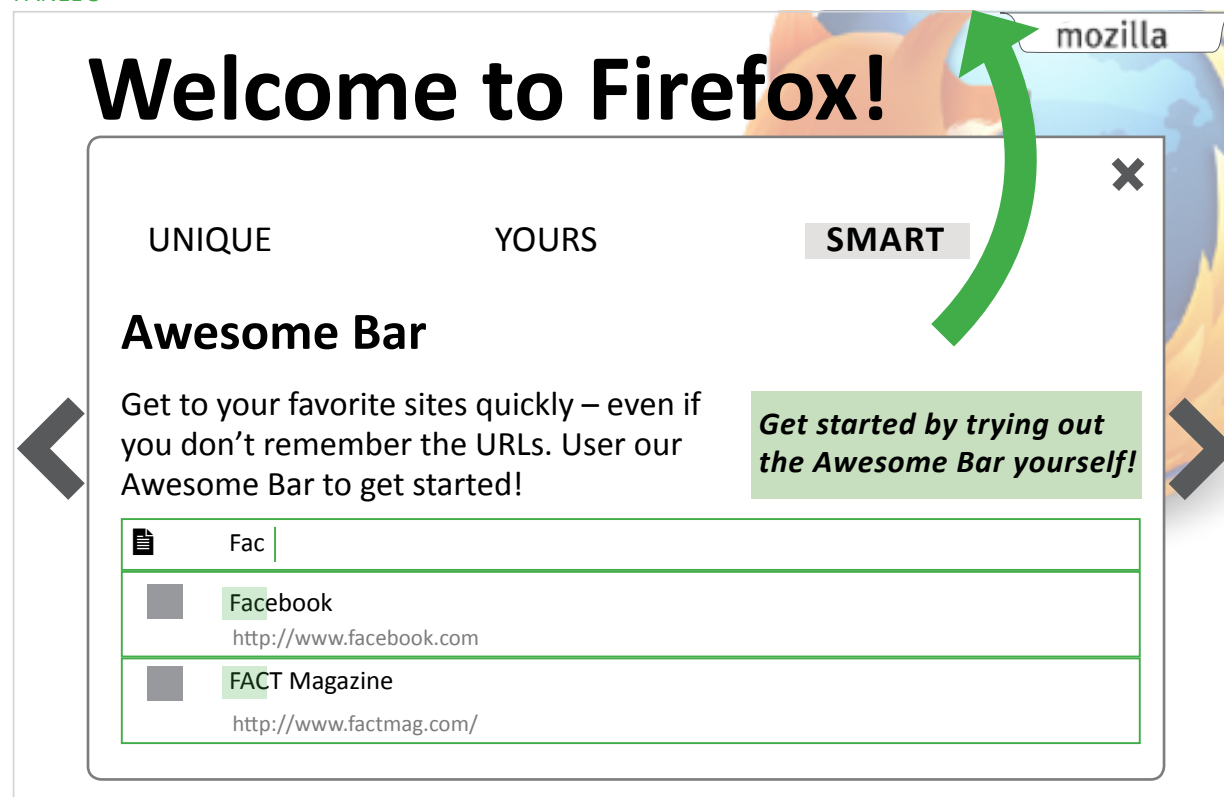 mozilla
Welcome to Firefox!
UNIQUE
YOURS
SMART
Awesome Bar
Get to your favorite sites quickly – even if
you don’t remember the URLs. User our
Awesome Bar to get started!
Get started by trying out
the Awesome Bar yourself!
Fac
Facebook
http://www.facebook.com
FACT Magazine
http://www.factmag.com/